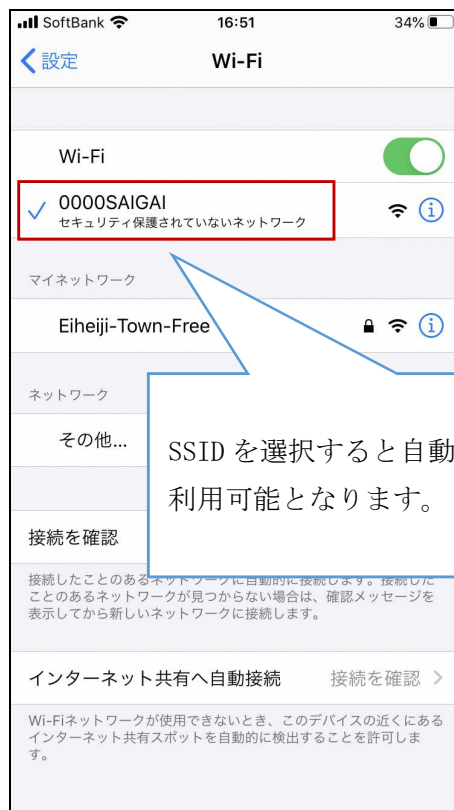 SoftBank 16:51 34%
設定 Wi-Fi
Wi-Fi
0000SAIGAI
セキュリティ保護されていないネットワーク
マイネットワーク
Eiheiji-Town-Free
ネットワーク
その他...
SSID を選択すると自動
利用可能となります。
接続を確認
接続したことのあるネットワークに自動的に接続します。接続した
ことのあるネットワークが見つからない場合は、確認メッセージを
表示してから新しいネットワークに接続します。
インターネット共有へ自動接続 接続を確認
Wi-Fiネットワークが使用できないとき、このデバイスの近くにある
インターネット共有スポットを自動的に検出することを許可しま
す。